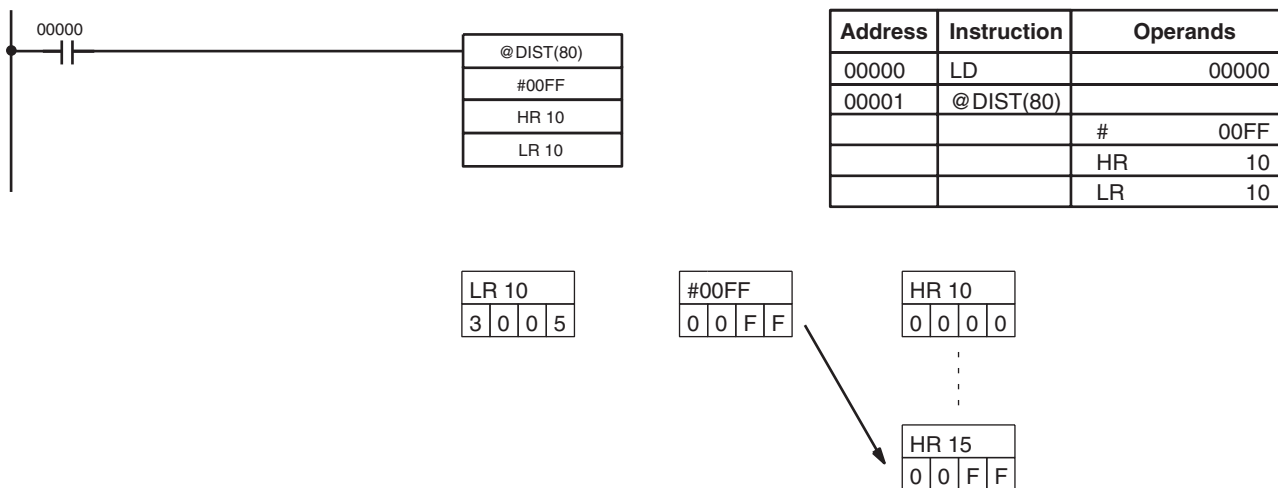 00000
@DIST(80)
#00FF
HR 10
LR 10
Address Instruction Operands
00000 LD 00000
00001 @DIST(80)
# 00FF
HR 10
LR 10
LR 10
3 0 0 5
#00FF
0 0 F F
HR 10
0 0 0 0
HR 15
0 0 F F